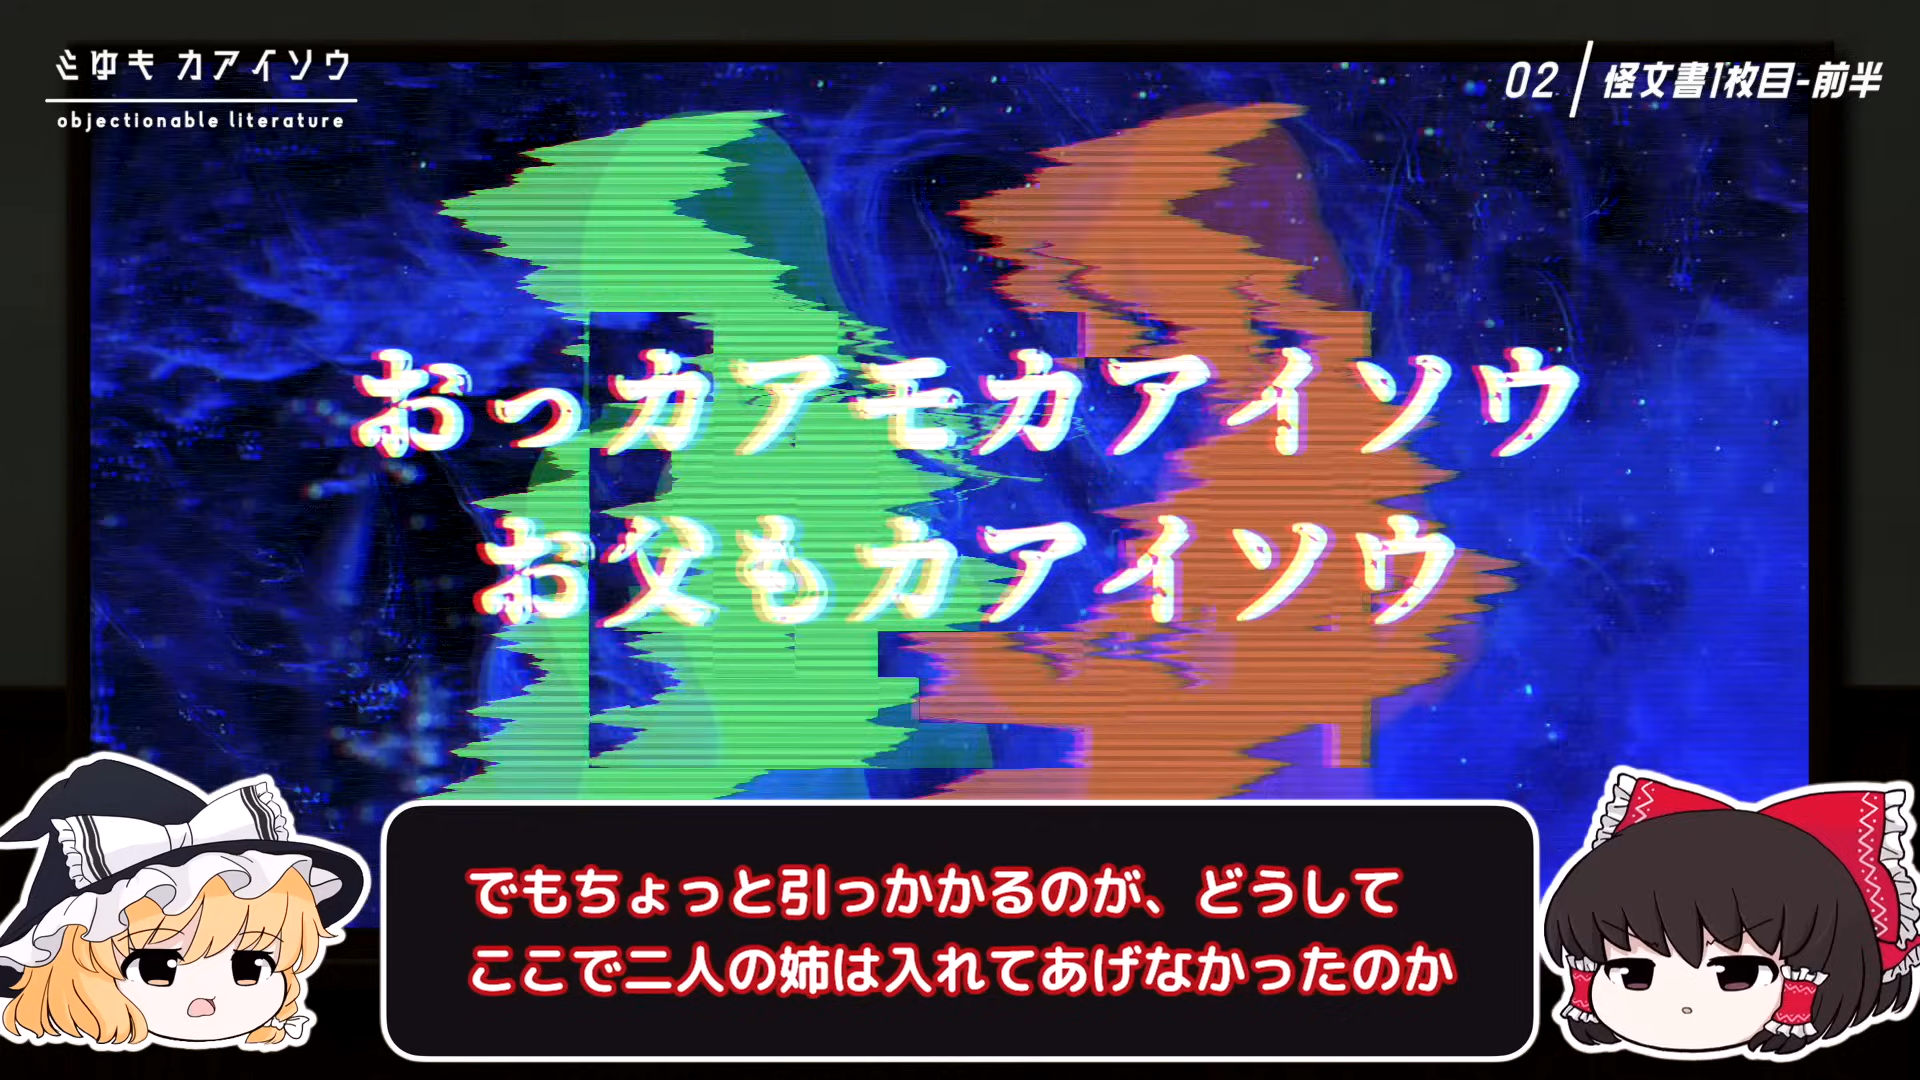 ミゆキ カアイソウ
objectionable literature
02 / 怪文書1枚目-前半
おっカアモカアイソウ
お父もカアイソウ
でもちょっと引っかかるのが、どうして
ここで二人の姉は入れてあげなかったのか